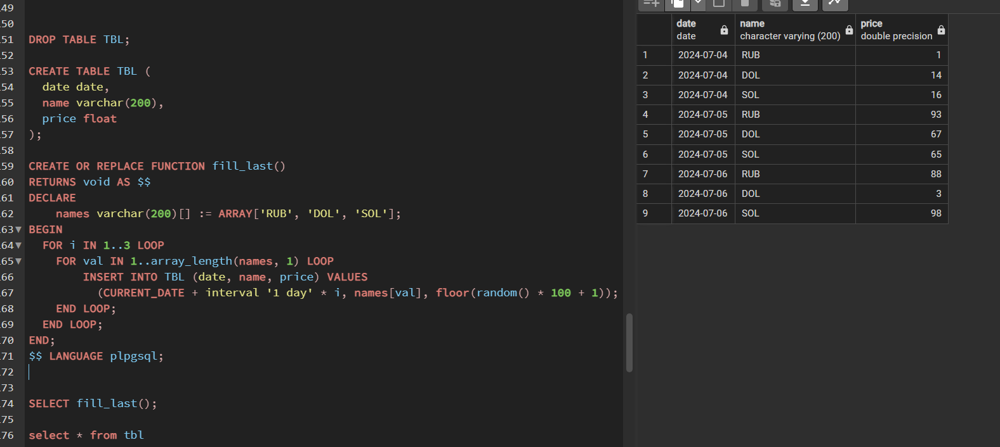 49
50
51 DROP TABLE TBL;
52
53 CREATE TABLE TBL (
54   date date,
55   name varchar(200),
56   price float
57 );
58
59 CREATE OR REPLACE FUNCTION fill_last()
60 RETURNS void AS $$
61 DECLARE
62     names varchar(200)[] := ARRAY['RUB', 'DOL', 'SOL'];
63 BEGIN
64   FOR i IN 1..3 LOOP
65     FOR val IN 1..array_length(names, 1) LOOP
66         INSERT INTO TBL (date, name, price) VALUES
67           (CURRENT_DATE + interval '1 day' * i, names[val], floor(random() * 100 + 1));
68     END LOOP;
69   END LOOP;
70 END;
71 $$ LANGUAGE plpgsql;
72
73
74 SELECT fill_last();
75
76 select * from tbl
date name price
date character varying (200) double precision
1 2024-07-04 RUB 1
2 2024-07-04 DOL 14
3 2024-07-04 SOL 16
4 2024-07-05 RUB 93
5 2024-07-05 DOL 67
6 2024-07-05 SOL 65
7 2024-07-06 RUB 88
8 2024-07-06 DOL 3
9 2024-07-06 SOL 98